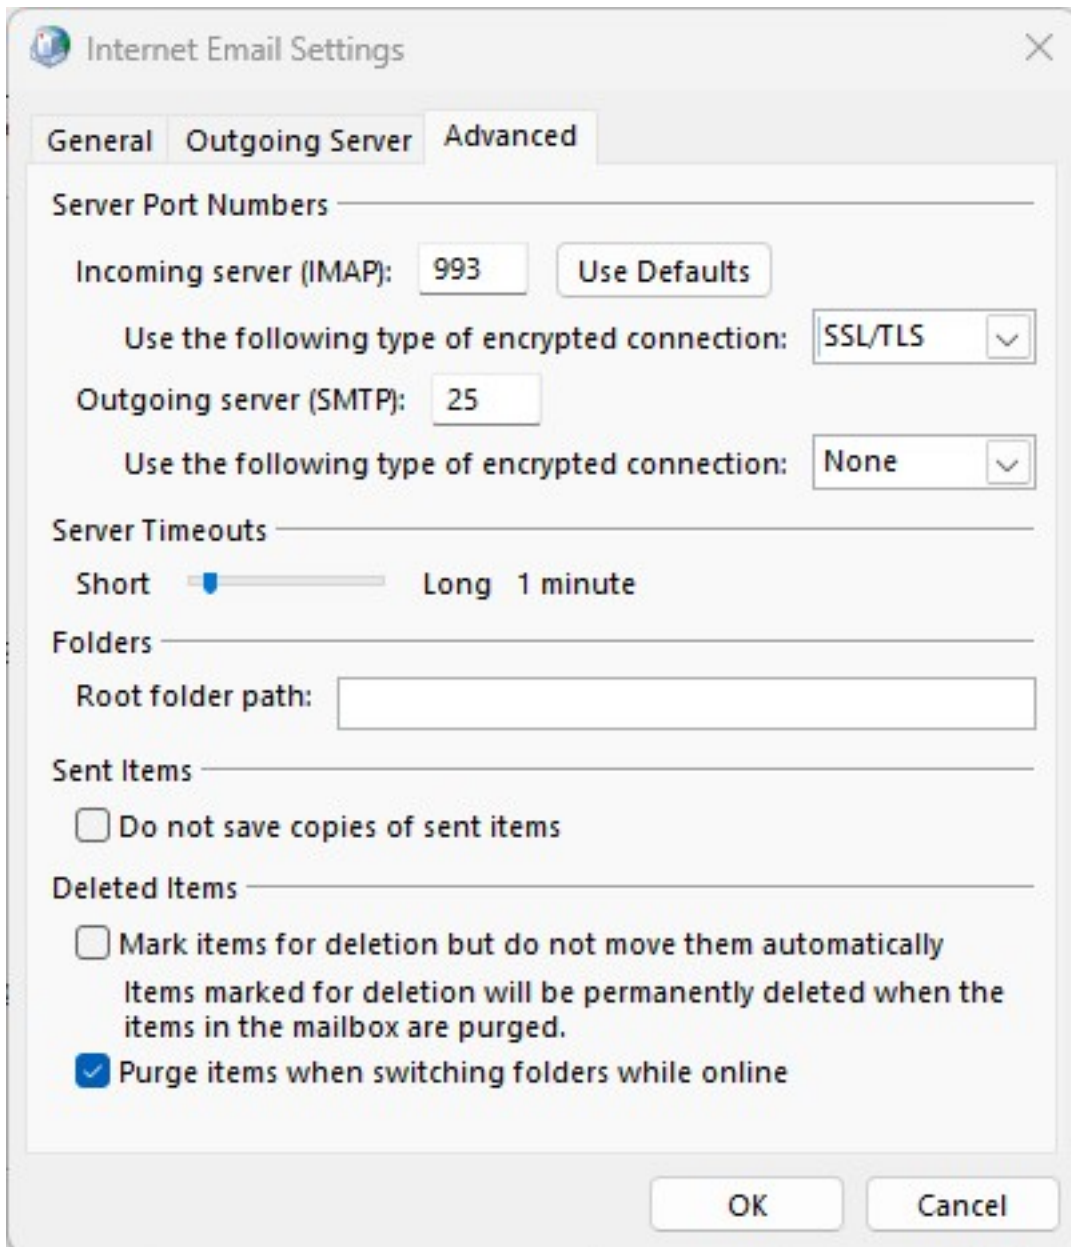 Internet Email Settings
General Outgoing Server Advanced
Server Port Numbers
Incoming server (IMAP): 993 Use Defaults
Use the following type of encrypted connection: SSL/TLS
Outgoing server (SMTP): 25
Use the following type of encrypted connection: None
Server Timeouts
Short Long 1 minute
Folders
Root folder path:
Sent Items
Do not save copies of sent items
Deleted Items
Mark items for deletion but do not move them automatically
Items marked for deletion will be permanently deleted when the
items in the mailbox are purged.
Purge items when switching folders while online
OK Cancel